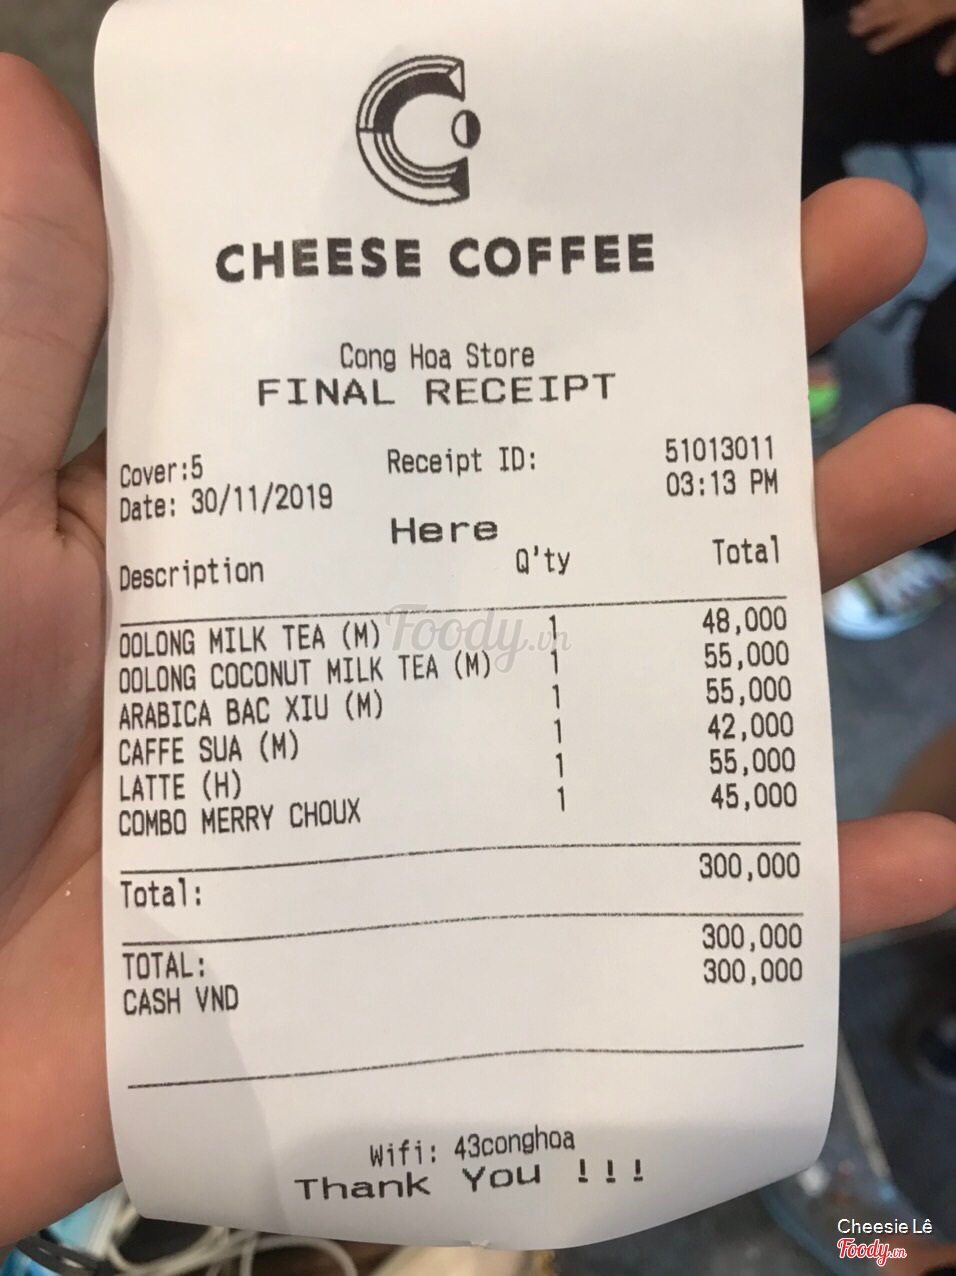 CHEESE COFFEE
Cong Hoa Store
FINAL RECEIPT
Cover:5 Receipt ID: 51013011
Date: 30/11/2019 03:13 PM
Here
Description Q'ty Total
OOLONG MILK TEA (M) 1 48,000
OOLONG COCONUT MILK TEA (M) 1 55,000
ARABICA BAC XIU (M) 1 55,000
CAFFE SUA (M) 1 42,000
LATTE (H) 1 55,000
COMBO MERRY CHOUX 1 45,000
Total: 300,000
TOTAL: 300,000
CASH VND 300,000
Wifi: 43conghoa
Thank You !!!
Foody.vn
Cheesie Lê
Foody.vn